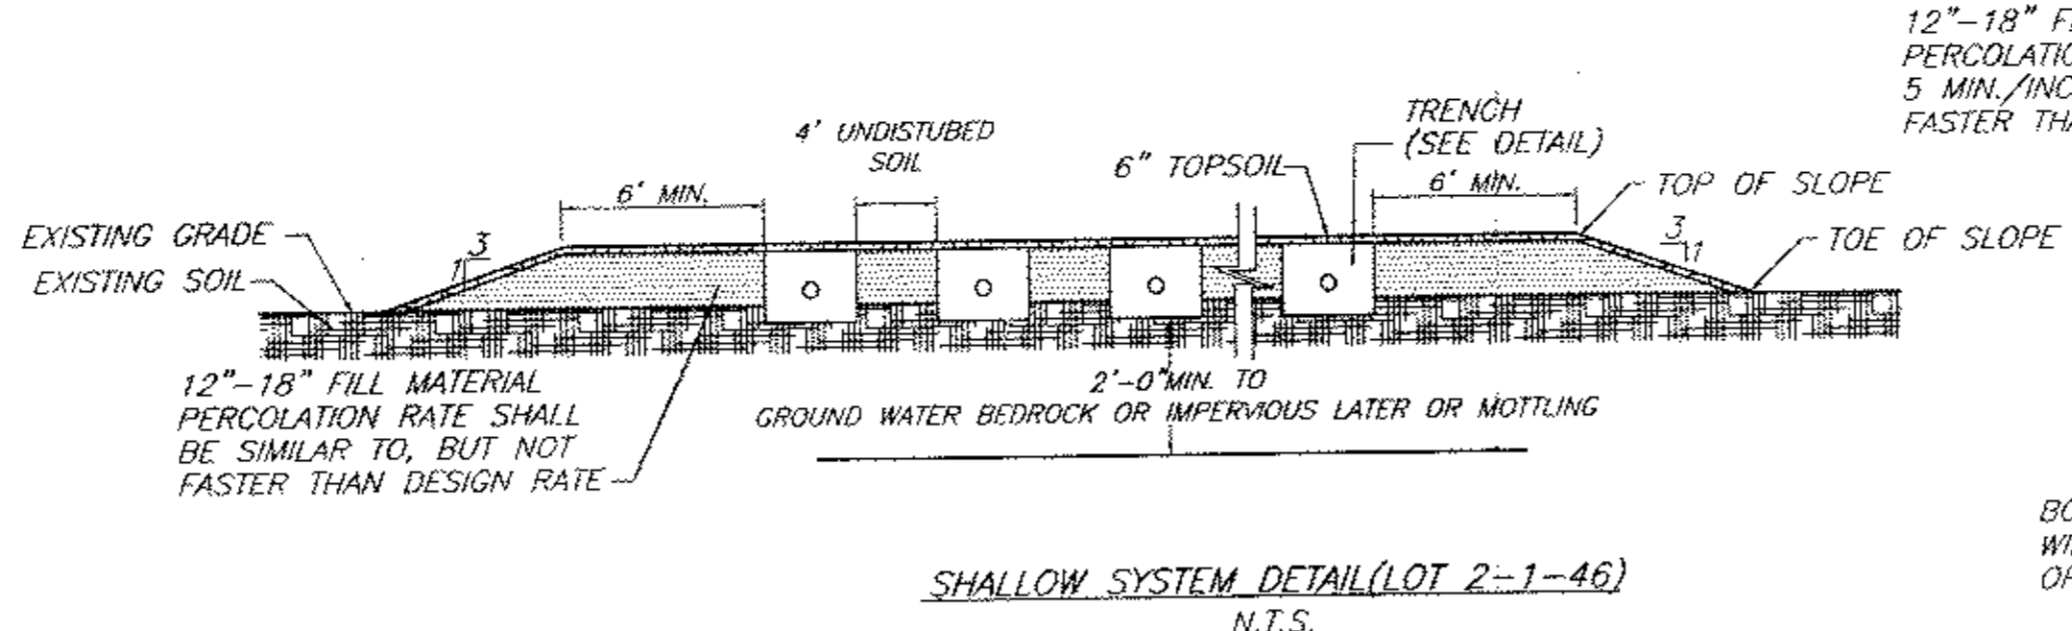 12"-18" F
PERCOLATIO
5 MIN./INC
FASTER THA
4' UNDISTUBED
SOIL
TRENCH
(SEE DETAIL)
6" TOPSOIL
6' MIN.
6' MIN.
TOP OF SLOPE
EXISTING GRADE
3
1
3
1
TOE OF SLOPE
EXISTING SOIL
12"-18" FILL MATERIAL
PERCOLATION RATE SHALL
BE SIMILAR TO, BUT NOT
FASTER THAN DESIGN RATE
2'-0"MIN. TO
GROUND WATER BEDROCK OR IMPERVIOUS LATER OR MOTTLING
BO
WI
OF
SHALLOW SYSTEM DETAIL(LOT 2-1-46)
N.T.S.